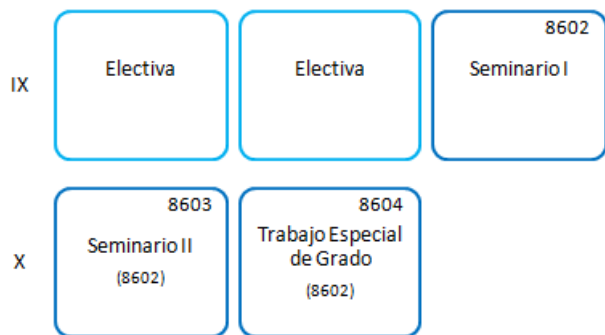 IX
Electiva
Electiva
8602
Seminario I
X
8603
Seminario II
(8602)
8604
Trabajo Especial
de Grado
(8602)